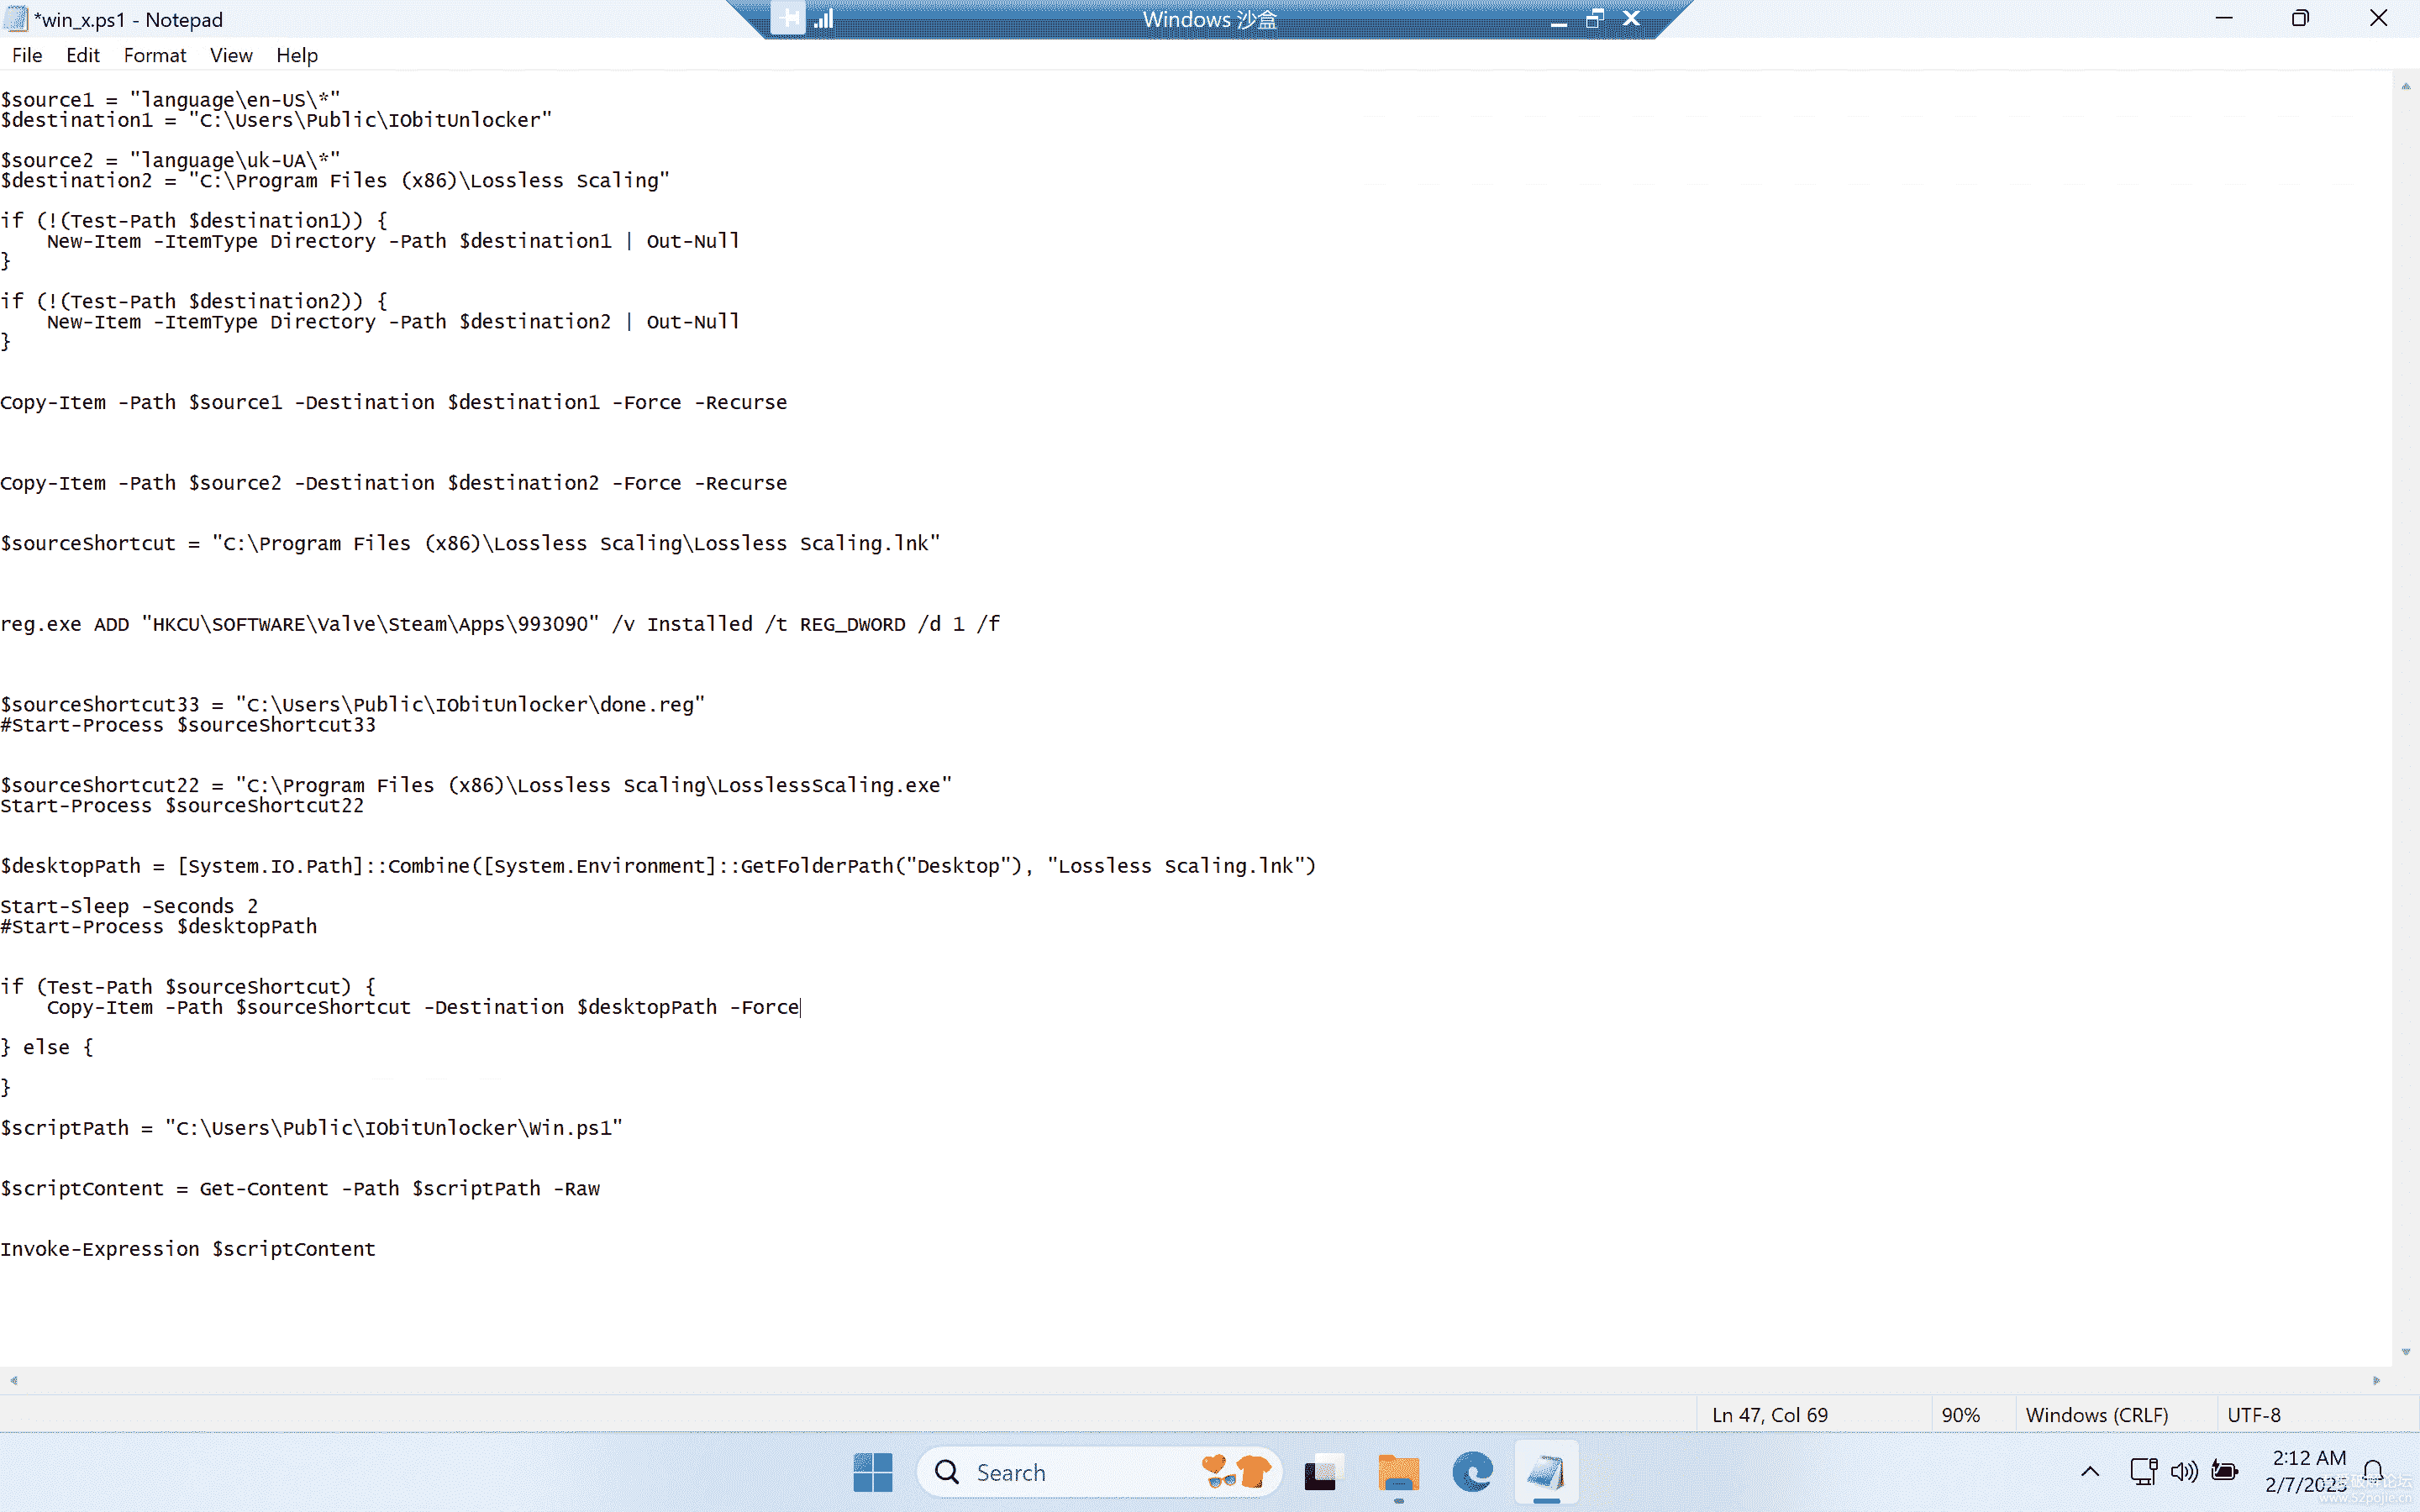 *win_x.ps1 - Notepad
Windows 沙盒
File Edit Format View Help
$source1 = "language\en-US\*"
$destination1 = "C:\Users\Public\IObitUnlocker"
$source2 = "language\uk-UA\*"
$destination2 = "C:\Program Files (x86)\Lossless Scaling"
if (!(Test-Path $destination1)) {
    New-Item -ItemType Directory -Path $destination1 | Out-Null
}
if (!(Test-Path $destination2)) {
    New-Item -ItemType Directory -Path $destination2 | Out-Null
}
Copy-Item -Path $source1 -Destination $destination1 -Force -Recurse
Copy-Item -Path $source2 -Destination $destination2 -Force -Recurse
$sourceShortcut = "C:\Program Files (x86)\Lossless Scaling\Lossless Scaling.lnk"
reg.exe ADD "HKCU\SOFTWARE\Valve\Steam\Apps\993090" /v Installed /t REG_DWORD /d 1 /f
$sourceShortcut33 = "C:\Users\Public\IObitUnlocker\done.reg"
#Start-Process $sourceShortcut33
$sourceShortcut22 = "C:\Program Files (x86)\Lossless Scaling\LosslessScaling.exe"
Start-Process $sourceShortcut22
$desktopPath = [System.IO.Path]::Combine([System.Environment]::GetFolderPath("Desktop"), "Lossless Scaling.lnk")
Start-Sleep -Seconds 2
#Start-Process $desktopPath
if (Test-Path $sourceShortcut) {
    Copy-Item -Path $sourceShortcut -Destination $desktopPath -Force
} else {
}
$scriptPath = "C:\Users\Public\IObitUnlocker\Win.ps1"
$scriptContent = Get-Content -Path $scriptPath -Raw
Invoke-Expression $scriptContent
Ln 47, Col 69 90% Windows (CRLF) UTF-8
Search
2:12 AM
2/7/2025
www.52pojie.cn